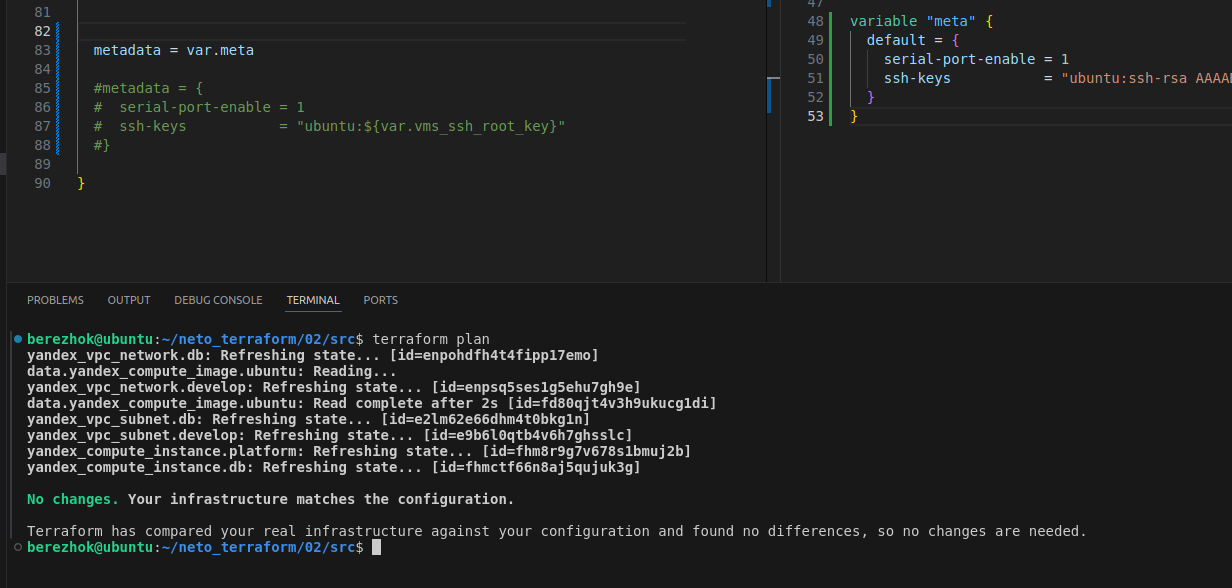 81
82
83 metadata = var.meta
84
85 #metadata = {
86 #  serial-port-enable = 1
87 #  ssh-keys           = "ubuntu:${var.vms_ssh_root_key}"
88 #}
89
90 }
47
48 variable "meta" {
49   default = {
50     serial-port-enable = 1
51     ssh-keys           = "ubuntu:ssh-rsa
52   }
53 }
PROBLEMS OUTPUT DEBUG CONSOLE TERMINAL PORTS
berezhok@ubuntu:~/neto_terraform/02/src$ terraform plan
yandex_vpc_network.db: Refreshing state... [id=enpohdfh4t4fipp17emo]
data.yandex_compute_image.ubuntu: Reading...
yandex_vpc_network.develop: Refreshing state... [id=enpsq5ses1g5ehu7gh9e]
data.yandex_compute_image.ubuntu: Read complete after 2s [id=fd80qjt4v3h9ukucg1di]
yandex_vpc_subnet.db: Refreshing state... [id=e2lm62e66dhm4t0bkg1n]
yandex_vpc_subnet.develop: Refreshing state... [id=e9b6l0qtb4v6h7ghsslc]
yandex_compute_instance.platform: Refreshing state... [id=fhm8r9g7v678s1bmuj2b]
yandex_compute_instance.db: Refreshing state... [id=fhmctf66n8aj5qujuk3g]
No changes. Your infrastructure matches the configuration.
Terraform has compared your real infrastructure against your configuration and found no differences, so no changes are needed.
berezhok@ubuntu:~/neto_terraform/02/src$